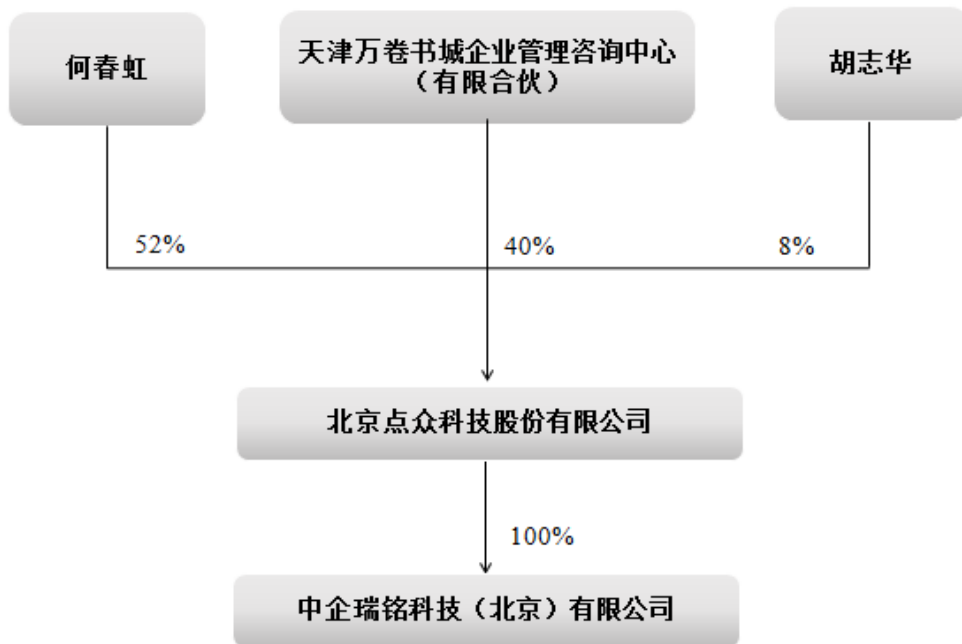 何春虹
天津万卷书城企业管理咨询中心
（有限合伙）
胡志华
52%
40%
8%
北京点众科技股份有限公司
100%
中企瑞铭科技（北京）有限公司